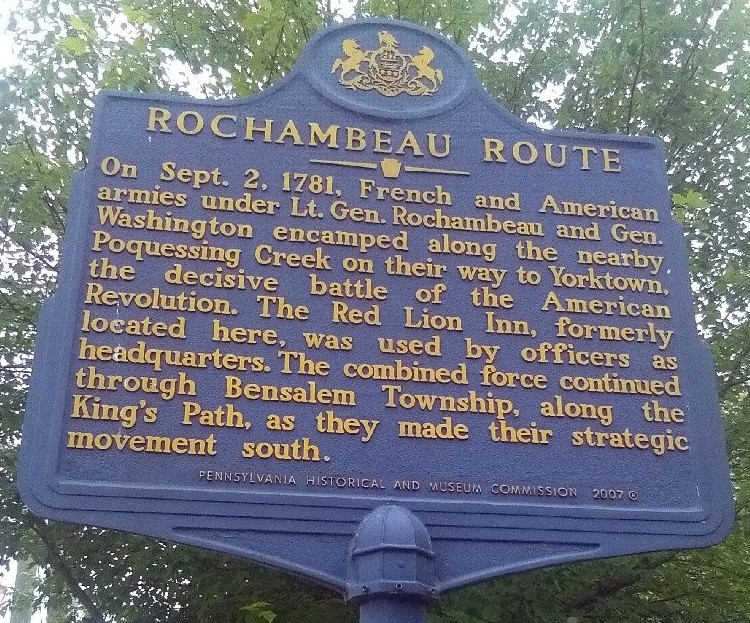 ROCHAMBEAU ROUTE
On Sept. 2, 1781, French and American
armies under Lt. Gen. Rochambeau and Gen.
Washington encamped along the nearby
Poquessing Creek on their way to Yorktown,
the decisive battle of the American
Revolution. The Red Lion Inn, formerly
located here, was used by officers as
headquarters. The combined force continued
through Bensalem Township, along the
King's Path, as they made their strategic
movement south.
PENNSYLVANIA HISTORICAL AND MUSEUM COMMISSION 2007 ©